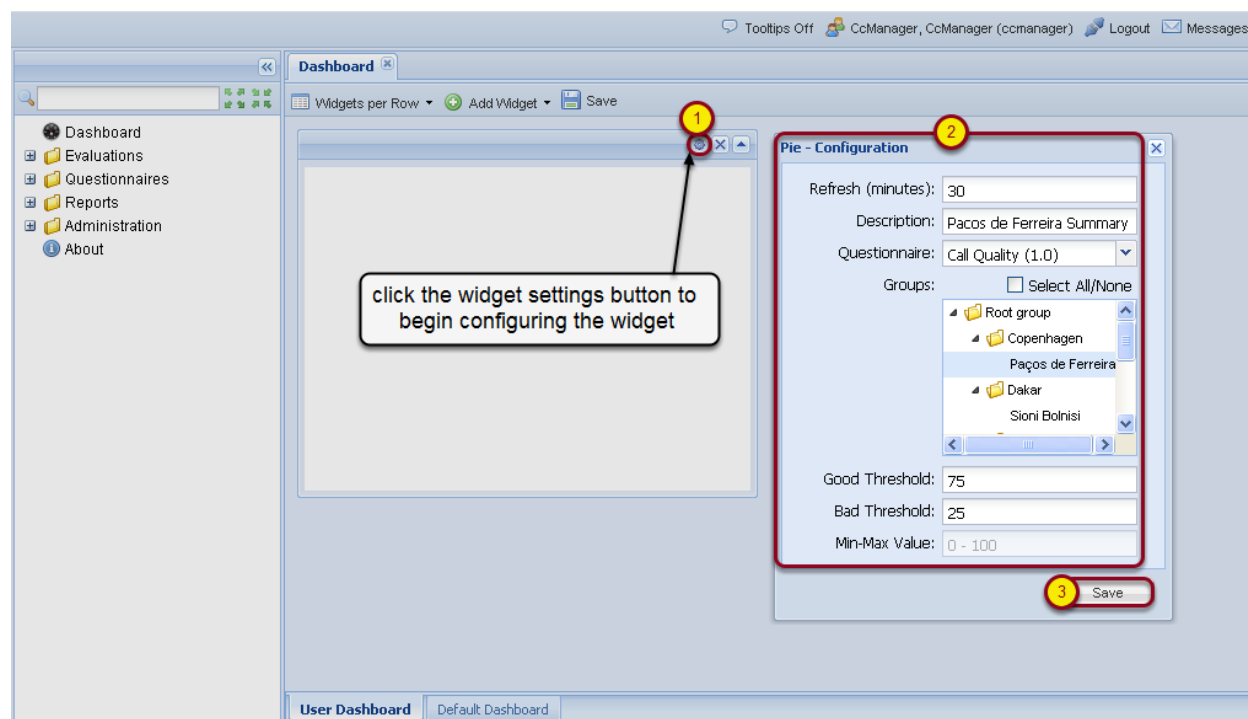 Tooltips Off CcManager, CcManager (ccmanager) Logout Messages
Dashboard
Widgets per Row Add Widget Save
Dashboard
Evaluations
Questionnaires
Reports
Administration
About
1
click the widget settings button to
begin configuring the widget
2
Pie - Configuration
Refresh (minutes): 30
Description: Pacos de Ferreira Summary
Questionnaire: Call Quality (1.0)
Groups: Select All/None
Root group
Copenhagen
Paços de Ferreira
Dakar
Sioni Bolnisi
Good Threshold: 75
Bad Threshold: 25
Min-Max Value: 0 - 100
3 Save
User Dashboard Default Dashboard